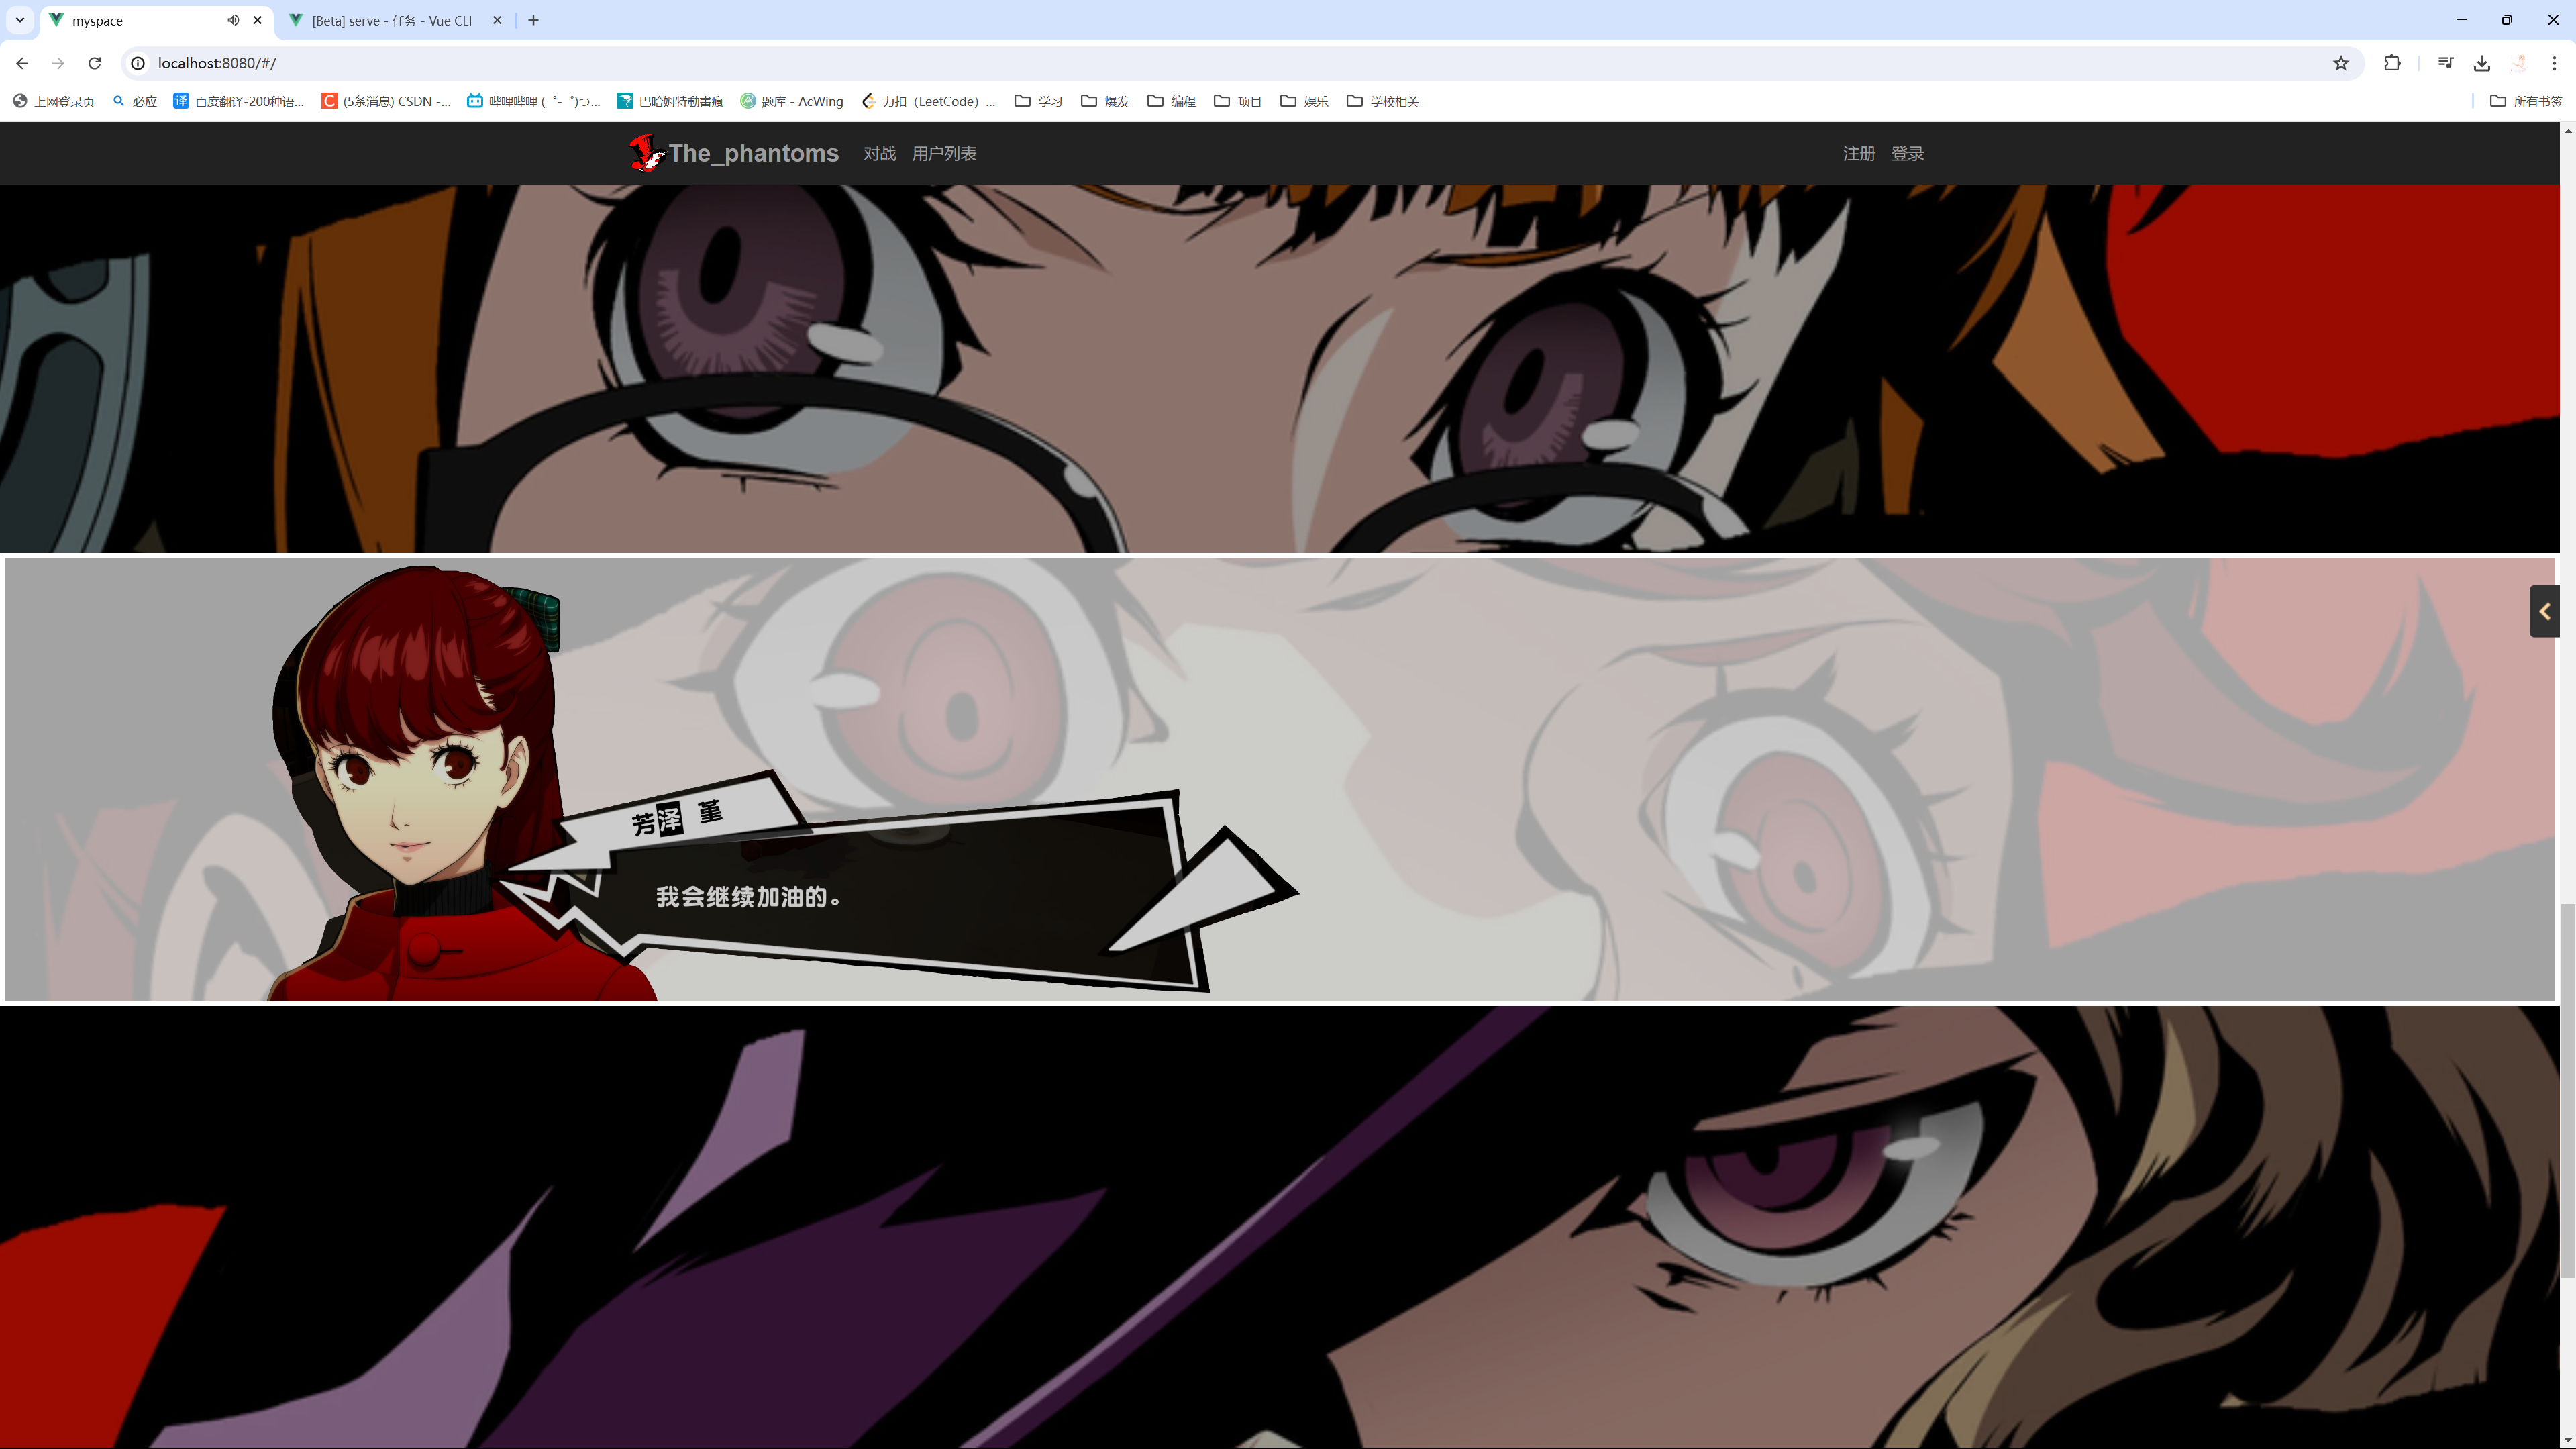 myspace
[Beta] serve - 任务 - Vue CLI
localhost:8080/#/
上网登录页
必应
译 百度翻译-200种语...
C (5条消息) CSDN -...
哔哩哔哩 (゜-゜)つ...
巴哈姆特動畫瘋
题库 - AcWing
力扣（LeetCode）...
学习
爆发
编程
项目
娱乐
学校相关
所有书签
The_phantoms
对战
用户列表
注册
登录
芳泽 堇
我会继续加油的。